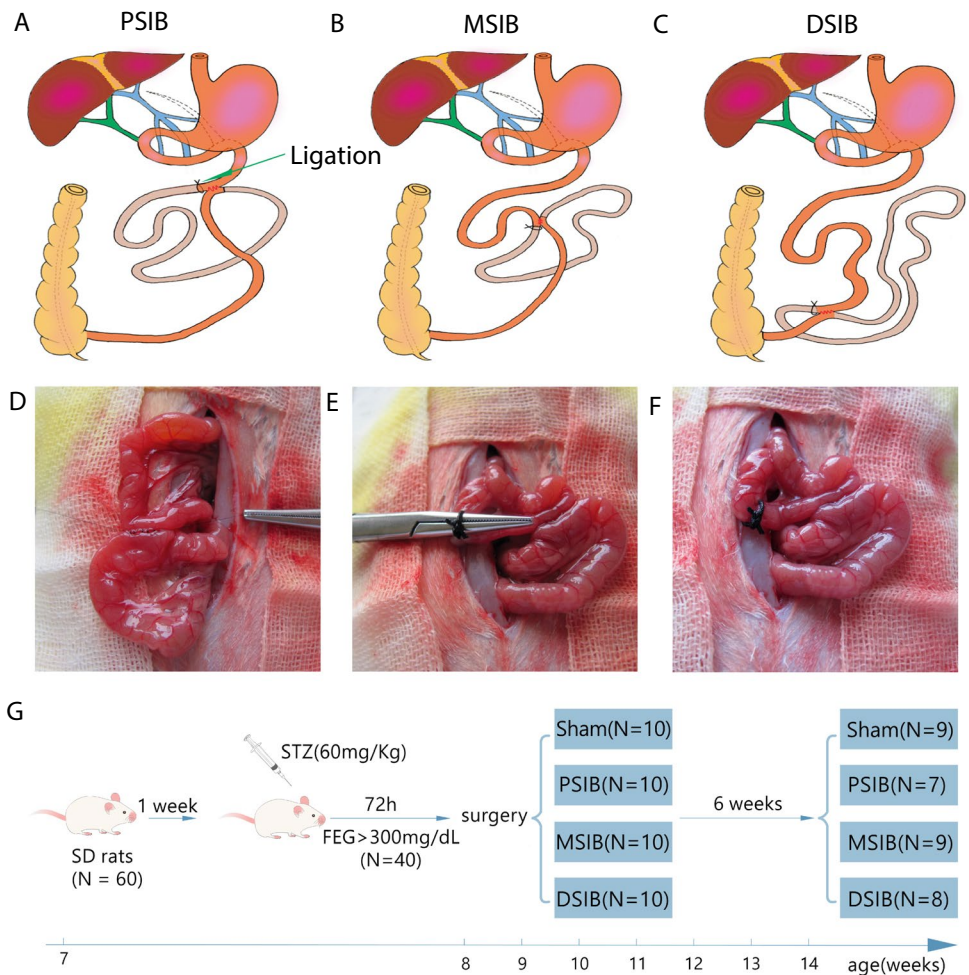 A PSIB
B MSIB
C DSIB
Ligation
D
E
F
G
STZ(60mg/Kg)
1 week
72h
FEG>300mg/dL
(N=40)
SD rats
(N = 60)
surgery
Sham(N=10)
PSIB(N=10)
MSIB(N=10)
DSIB(N=10)
6 weeks
Sham(N=9)
PSIB(N=7)
MSIB(N=9)
DSIB(N=8)
7 8 9 10 11 12 13 14 age(weeks)